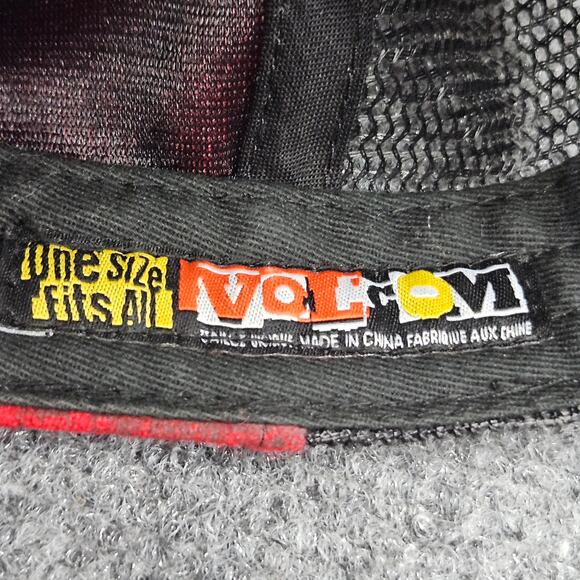 One size
fits All
VOLCOM
TAILLE UNIQUE MADE IN CHINA FABRIQUE AUX CHINE